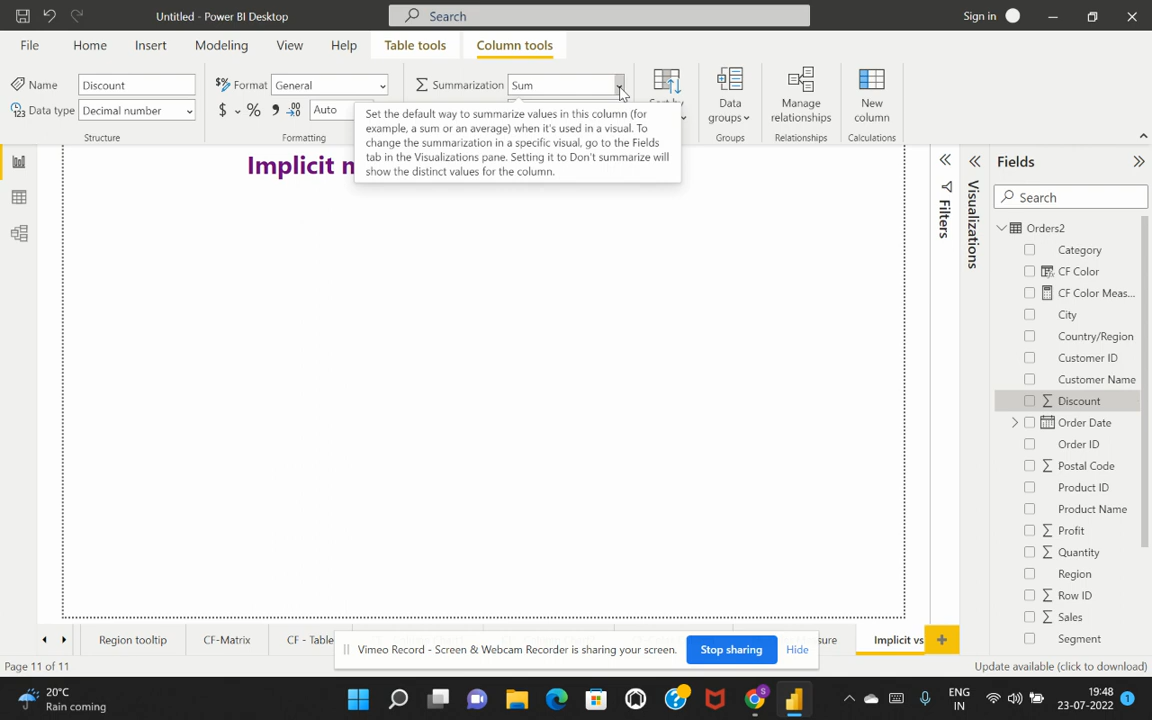 Untitled - Power BI Desktop
Search
Sign in
File
Home
Insert
Modeling
View
Help
Table tools
Column tools
Name
Discount
Format
General
Summarization
Sum
Data type
Decimal number
$
%
Auto
Structure
Formatting
Data
groups
Groups
Manage
relationships
Relationships
New
column
Calculations
Set the default way to summarize values in this column (for
example, a sum or an average) when it's used in a visual. To
change the summarization in a specific visual, go to the Fields
tab in the Visualizations pane. Setting it to Don't summarize will
show the distinct values for the column.
Implicit
Filters
Visualizations
Fields
Search
Orders2
Category
CF Color
CF Color Meas...
City
Country/Region
Customer ID
Customer Name
Discount
Order Date
Order ID
Postal Code
Product ID
Product Name
Profit
Quantity
Region
Row ID
Sales
Segment
Region tooltip
CF-Matrix
CF - Table
Implicit vs
Vimeo Record - Screen & Webcam Recorder is sharing your screen.
Stop sharing
Hide
Page 11 of 11
Update available (click to download)
20°C
Rain coming
ENG
IN
19:48
23-07-2022
1